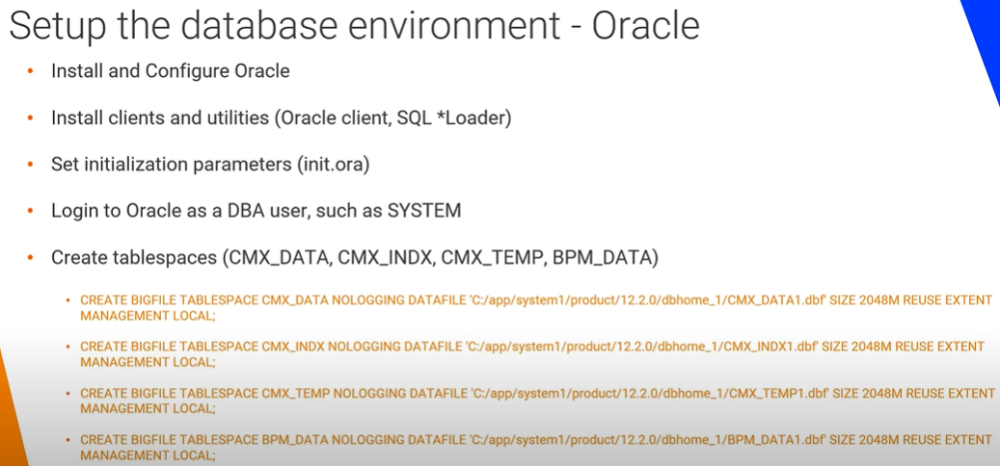 Setup the database environment - Oracle
• Install and Configure Oracle
• Install clients and utilities (Oracle client, SQL *Loader)
• Set initialization parameters (init.ora)
• Login to Oracle as a DBA user, such as SYSTEM
• Create tablespaces (CMX_DATA, CMX_INDX, CMX_TEMP, BPM_DATA)
• CREATE BIGFILE TABLESPACE CMX_DATA NOLOGGING DATAFILE 'C:/app/system1/product/12.2.0/dbhome_1/CMX_DATA1.dbf' SIZE 2048M REUSE EXTENT
MANAGEMENT LOCAL;
• CREATE BIGFILE TABLESPACE CMX_INDX NOLOGGING DATAFILE 'C:/app/system1/product/12.2.0/dbhome_1/CMX_INDX1.dbf' SIZE 2048M REUSE EXTENT
MANAGEMENT LOCAL;
• CREATE BIGFILE TABLESPACE CMX_TEMP NOLOGGING DATAFILE 'C:/app/system1/product/12.2.0/dbhome_1/CMX_TEMP1.dbf' SIZE 2048M REUSE EXTENT
MANAGEMENT LOCAL;
• CREATE BIGFILE TABLESPACE BPM_DATA NOLOGGING DATAFILE 'C:/app/system1/product/12.2.0/dbhome_1/BPM_DATA1.dbf' SIZE 2048M REUSE EXTENT
MANAGEMENT LOCAL;